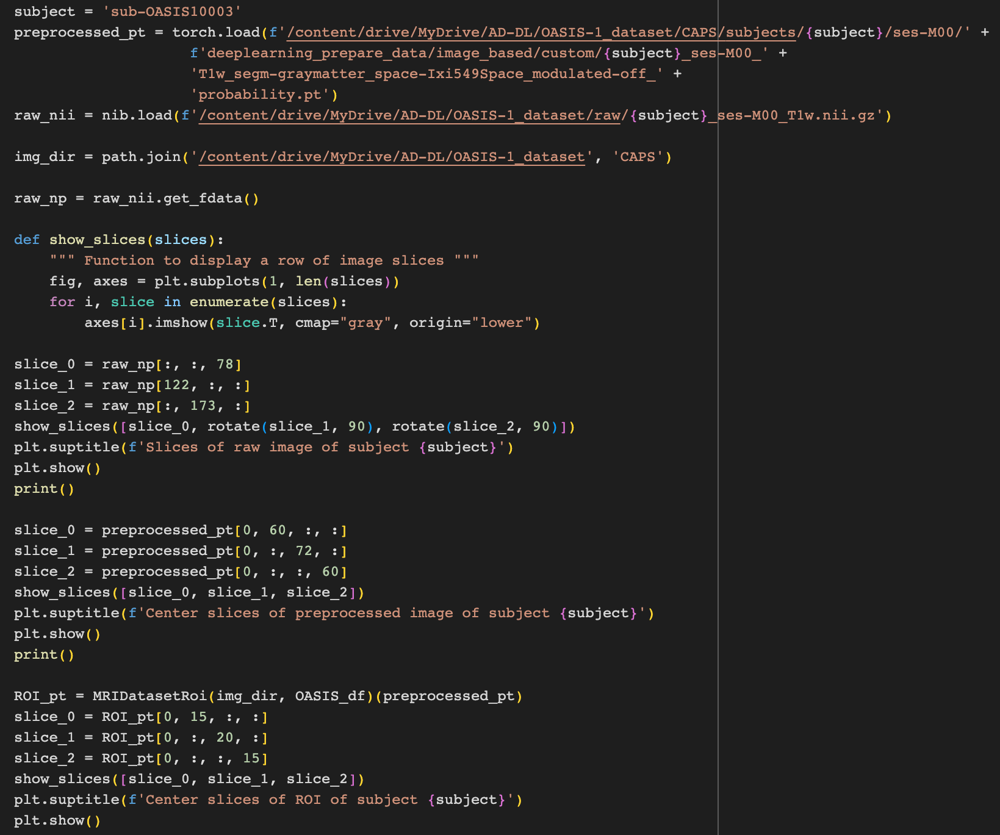 subject = 'sub-OASIS10003'
preprocessed_pt = torch.load(f'/content/drive/MyDrive/AD-DL/OASIS-1_dataset/CAPS/subjects/{subject}/ses-M00/' +
                    f'deeplearning_prepare_data/image_based/custom/{subject}_ses-M00_' +
                    'T1w_segm-graymatter_space-Ixi549Space_modulated-off_' +
                    'probability.pt')
raw_nii = nib.load(f'/content/drive/MyDrive/AD-DL/OASIS-1_dataset/raw/{subject}_ses-M00_T1w.nii.gz')

img_dir = path.join('/content/drive/MyDrive/AD-DL/OASIS-1_dataset', 'CAPS')

raw_np = raw_nii.get_fdata()

def show_slices(slices):
    """ Function to display a row of image slices """
    fig, axes = plt.subplots(1, len(slices))
    for i, slice in enumerate(slices):
        axes[i].imshow(slice.T, cmap="gray", origin="lower")

slice_0 = raw_np[:, :, 78]
slice_1 = raw_np[122, :, :]
slice_2 = raw_np[:, 173, :]
show_slices([slice_0, rotate(slice_1, 90), rotate(slice_2, 90)])
plt.suptitle(f'Slices of raw image of subject {subject}')
plt.show()
print()

slice_0 = preprocessed_pt[0, 60, :, :]
slice_1 = preprocessed_pt[0, :, 72, :]
slice_2 = preprocessed_pt[0, :, :, 60]
show_slices([slice_0, slice_1, slice_2])
plt.suptitle(f'Center slices of preprocessed image of subject {subject}')
plt.show()
print()

ROI_pt = MRIDatasetRoi(img_dir, OASIS_df)(preprocessed_pt)
slice_0 = ROI_pt[0, 15, :, :]
slice_1 = ROI_pt[0, :, 20, :]
slice_2 = ROI_pt[0, :, :, 15]
show_slices([slice_0, slice_1, slice_2])
plt.suptitle(f'Center slices of ROI of subject {subject}')
plt.show()